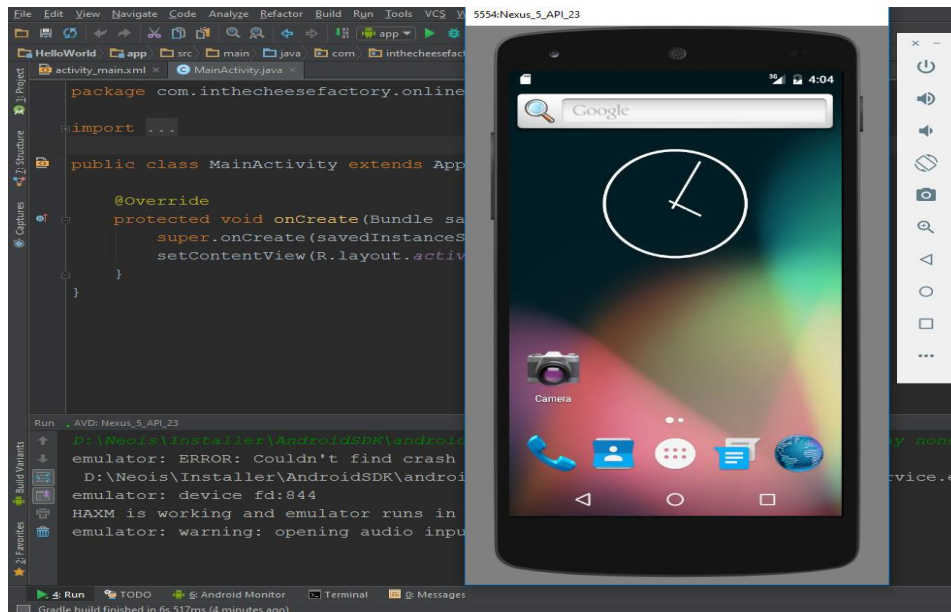 File Edit View Navigate Code Analyze Refactor Build Run Tools VCS
5554:Nexus_5_API_23
app
HelloWorld app src main java com inthecheesefact
activity_main.xml MainActivity.java
1: Project
Z: Structure
Captures
Build Variants
2: Favorites
package com.inthecheesefactory.online
import ...
public class MainActivity extends App
@Override
protected void onCreate(Bundle sa
super.onCreate(savedInstanceS
setContentView(R.layout.activ
}
}
36 4:04
Google
Camera
Run AVD: Nexus_5_API_23
D:\Neois\Installer\AndroidSDK\android
emulator: ERROR: Couldn't find crash
D:\Neois\Installer\AndroidSDK\androi rvice.e
emulator: device fd:844
HAXM is working and emulator runs in
emulator: warning: opening audio inpu
4: Run TODO 6: Android Monitor Terminal 0: Messages
Gradle build finished in 6s 517ms (4 minutes ago)